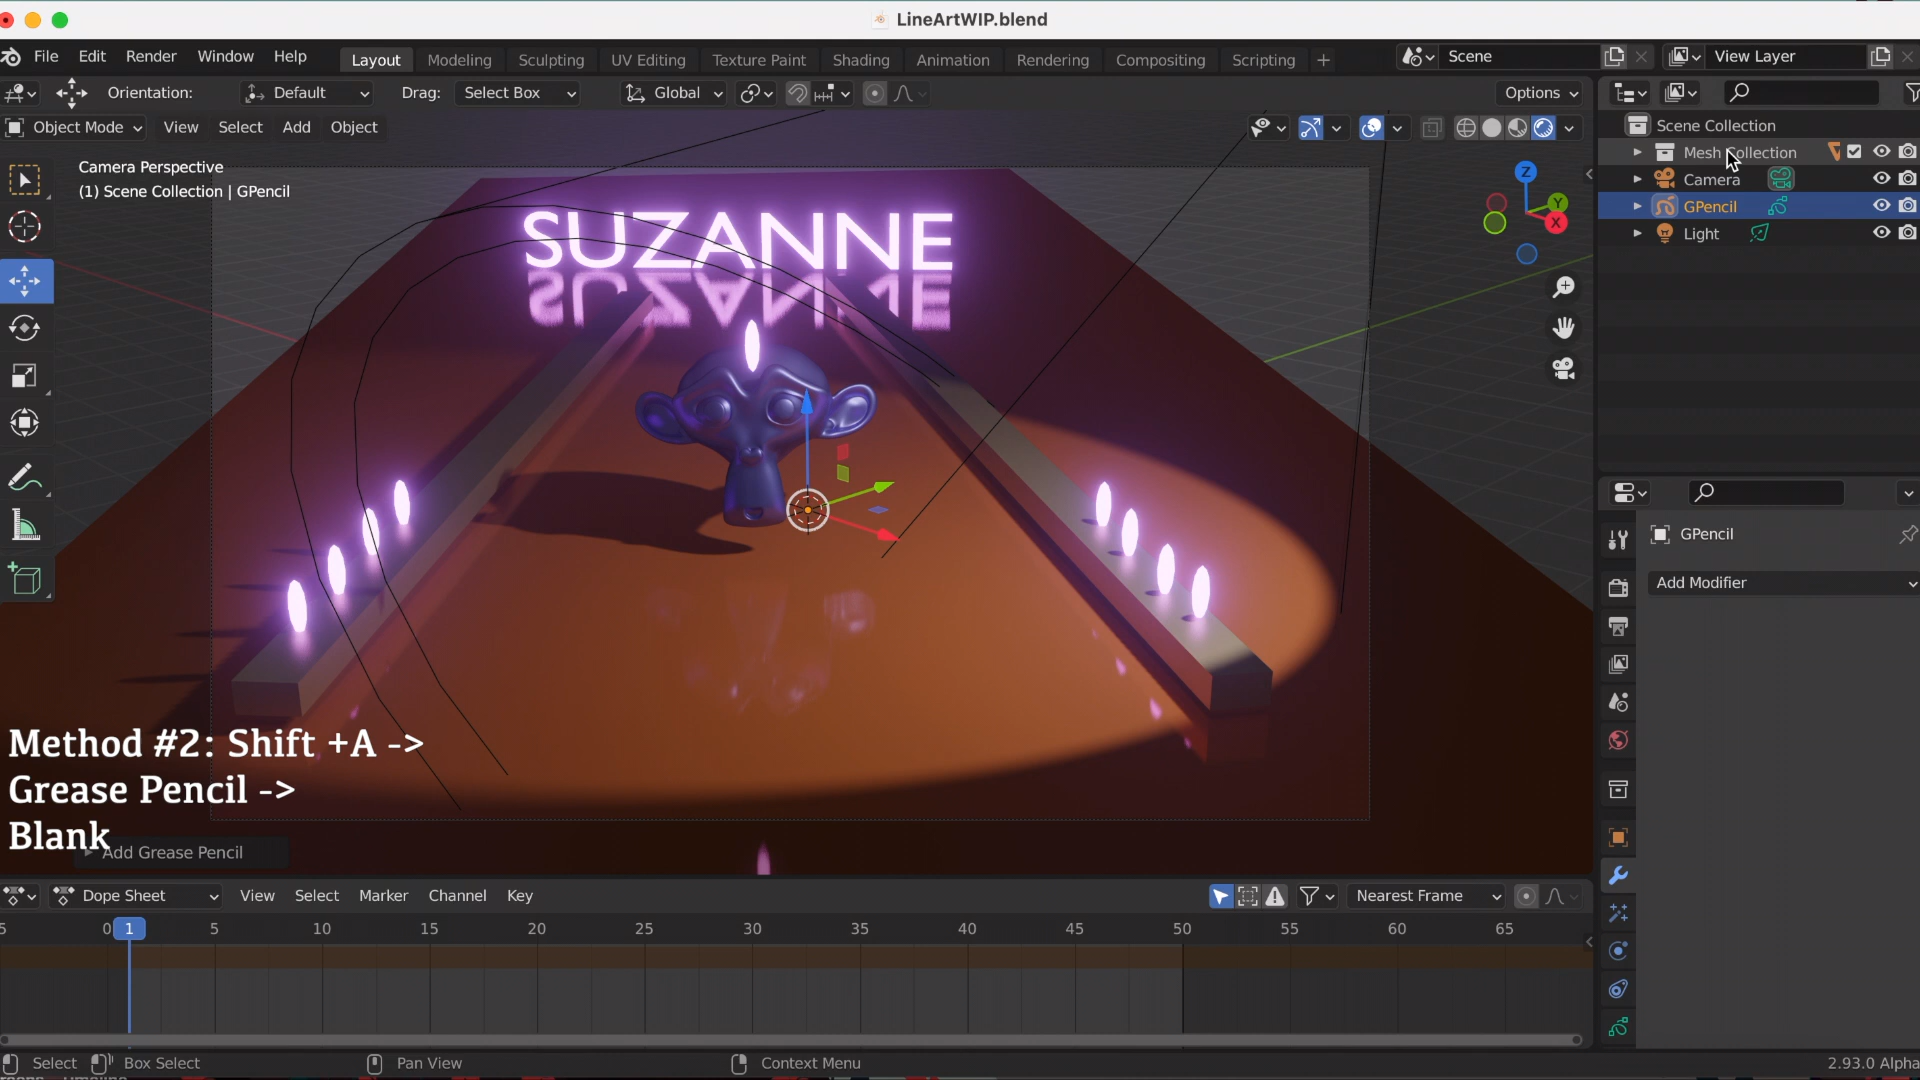 LineArtWIP.blend
File Edit Render Window Help Layout Modeling Sculpting UV Editing Texture Paint Shading Animation Rendering Compositing Scripting + Scene View Layer
Orientation: Default Drag: Select Box Global Options
Object Mode View Select Add Object
Scene Collection
Mesh Collection
Camera
GPencil
Light
Camera Perspective
(1) Scene Collection | GPencil
Z
Y
X
SUZANNE
GPencil
Add Modifier
Method #2: Shift +A ->
Grease Pencil ->
Blank
Add Grease Pencil
Dope Sheet View Select Marker Channel Key Nearest Frame
0 1 5 10 15 20 25 30 35 40 45 50 55 60 65
Select Box Select Pan View Context Menu 2.93.0 Alpha